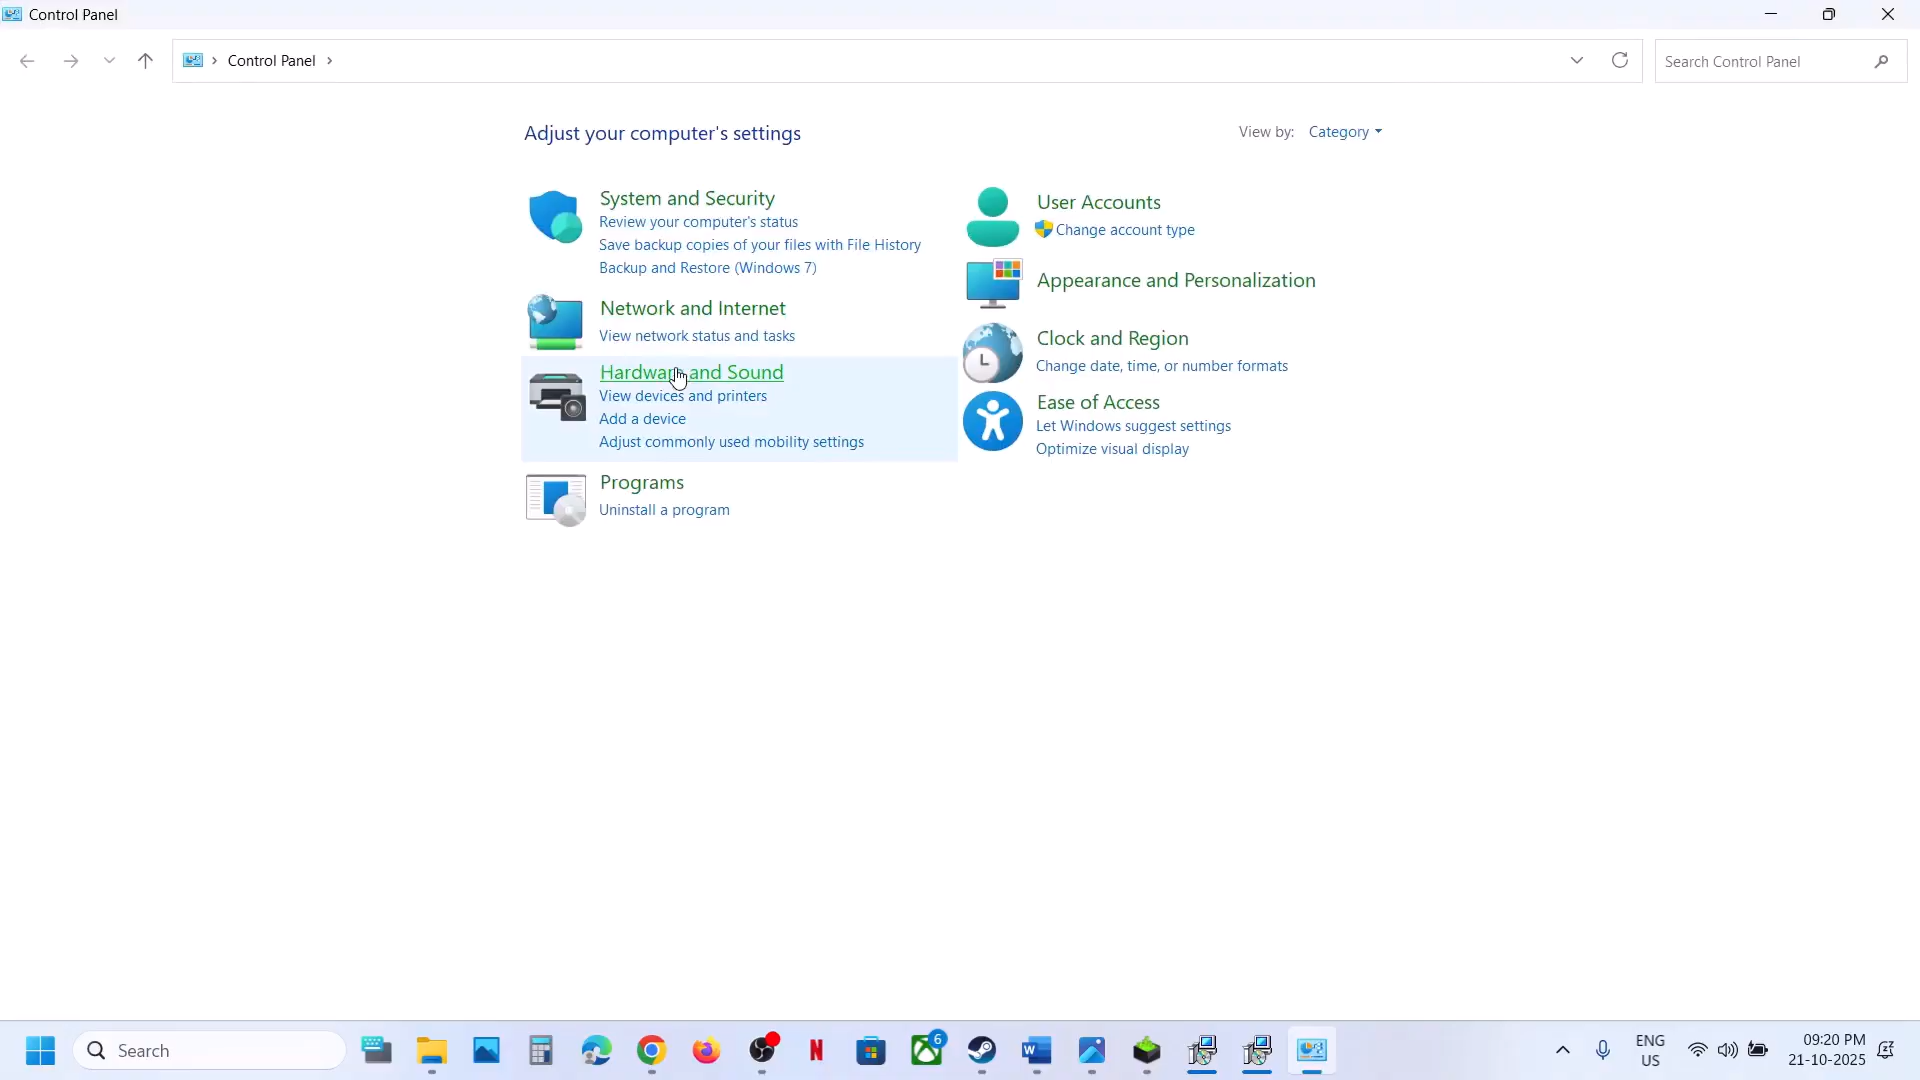 Control Panel
Control Panel
Search Control Panel
Adjust your computer's settings
View by: Category
System and Security
Review your computer's status
Save backup copies of your files with File History
Backup and Restore (Windows 7)
Network and Internet
View network status and tasks
Hardware and Sound
View devices and printers
Add a device
Adjust commonly used mobility settings
Programs
Uninstall a program
User Accounts
Change account type
Appearance and Personalization
Clock and Region
Change date, time, or number formats
Ease of Access
Let Windows suggest settings
Optimize visual display
Search
6
ENG
US
09:20 PM
21-10-2025